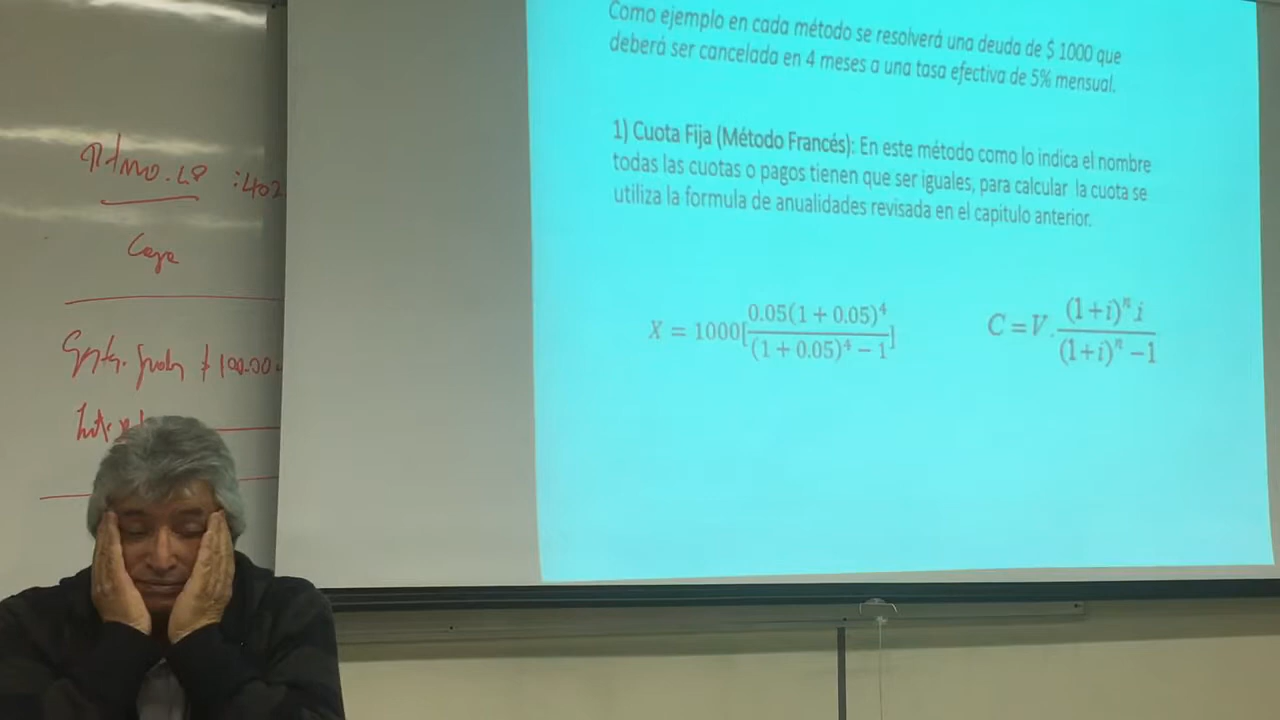 Como ejemplo en cada método se resolverá una deuda de $ 1000 que
deberá ser cancelada en 4 meses a una tasa efectiva de 5% mensual.
1) Cuota Fija (Método Francés): En este método como lo indica el nombre
todas las cuotas o pagos tienen que ser iguales, para calcular la cuota se
utiliza la formula de anualidades revisada en el capitulo anterior.
X = 1000[0.05(1 + 0.05)^4 / (1 + 0.05)^4 − 1]
C = V. (1+i)^n i / (1+i)^n − 1
:402
$ 100.00